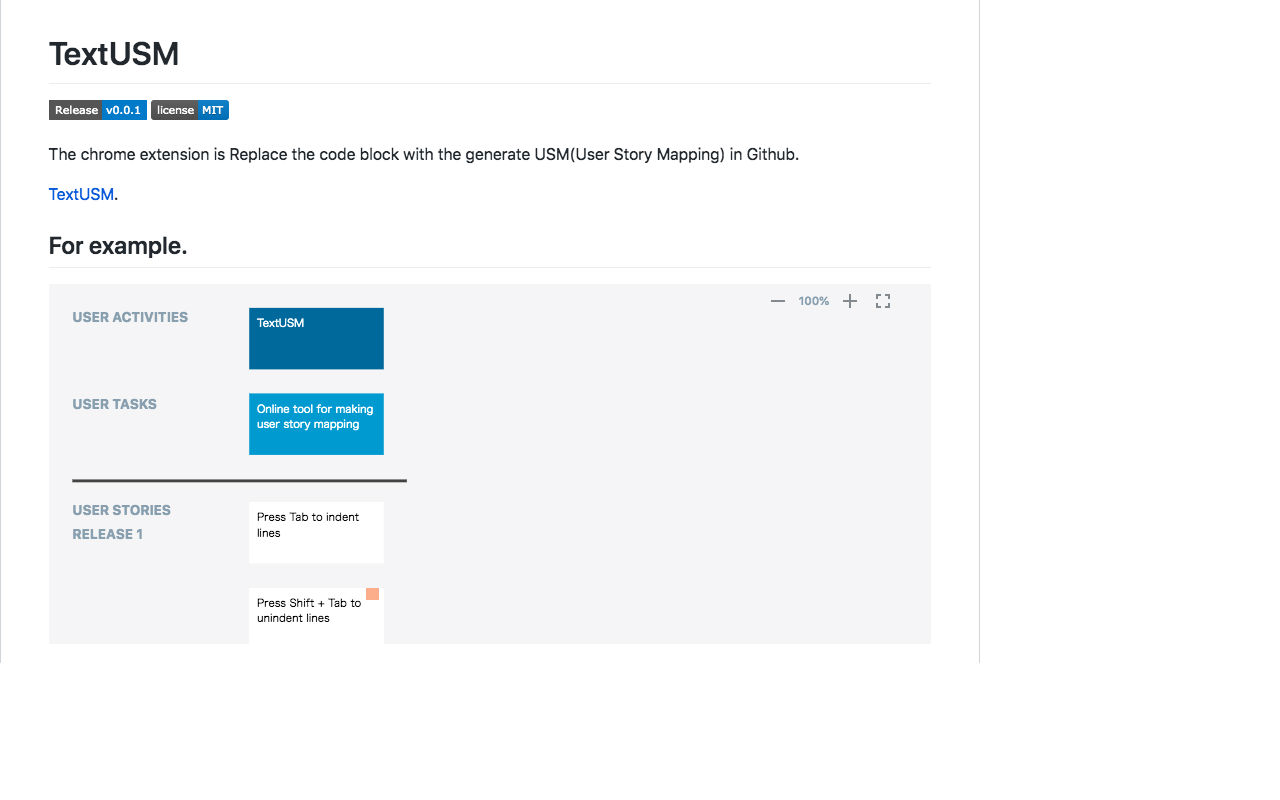 TextUSM
Release v0.0.1 license MIT
The chrome extension is Replace the code block with the generate USM(User Story Mapping) in Github.
TextUSM.
For example.
100%
USER ACTIVITIES
TextUSM
USER TASKS
Online tool for making
user story mapping
USER STORIES
RELEASE 1
Press Tab to indent
lines
Press Shift + Tab to
unindent lines